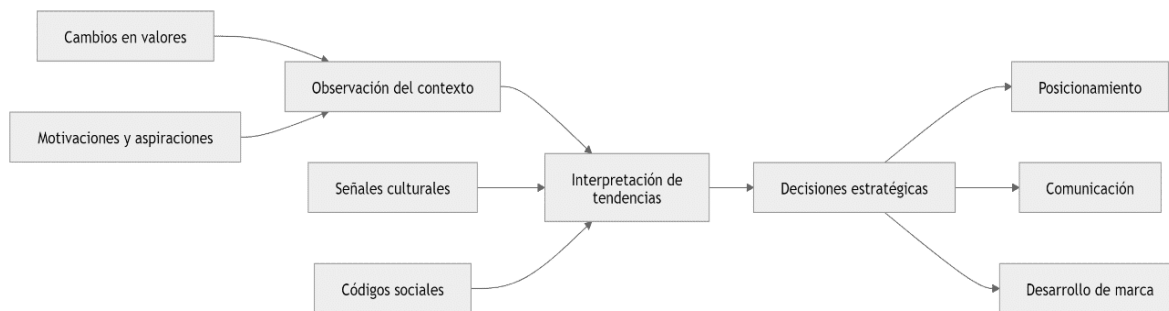 Cambios en valores
Motivaciones y aspiraciones
Observación del contexto
Señales culturales
Códigos sociales
Interpretación de
tendencias
Decisiones estratégicas
Posicionamiento
Comunicación
Desarrollo de marca